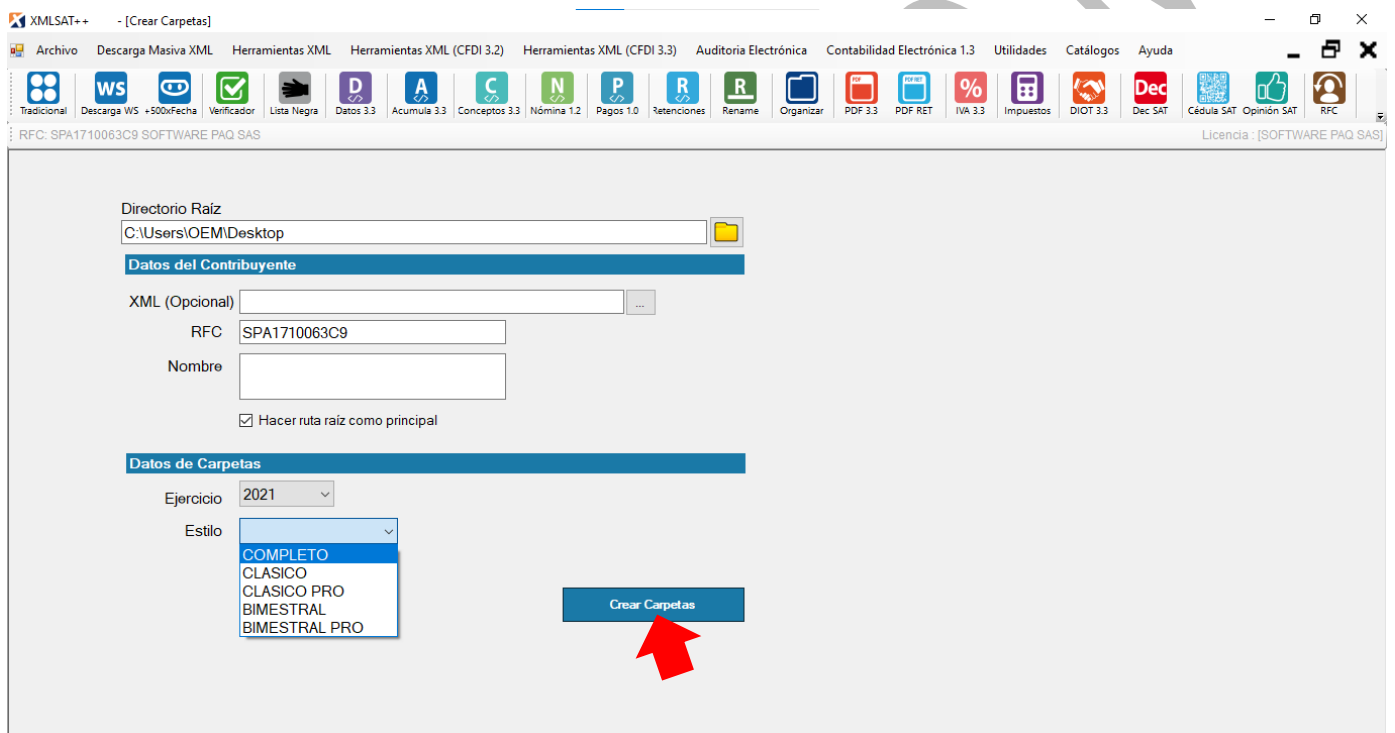 XMLSAT++ - [Crear Carpetas]
Archivo Descarga Masiva XML Herramientas XML Herramientas XML (CFDI 3.2) Herramientas XML (CFDI 3.3) Auditoria Electrónica Contabilidad Electrónica 1.3 Utilidades Catálogos Ayuda
WS D A C N P R R PDF PDF RET % Dec
Tradicional Descarga WS +500xFecha Verificador Lista Negra Datos 3.3 Acumula 3.3 Conceptos 3.3 Nómina 1.2 Pagos 1.0 Retenciones Rename Organizar PDF 3.3 PDF RET IVA 3.3 Impuestos DIOT 3.3 Dec SAT Cédula SAT Opinión SAT RFC
RFC: SPA1710063C9 SOFTWARE PAQ SAS Licencia : [SOFTWARE PAQ SAS]
Directorio Raíz
C:\Users\OEM\Desktop
Datos del Contribuyente
XML (Opcional) ...
RFC SPA1710063C9
Nombre
Hacer ruta raíz como principal
Datos de Carpetas
Ejercicio 2021
Estilo
COMPLETO
CLASICO
CLASICO PRO
BIMESTRAL
BIMESTRAL PRO
Crear Carpetas